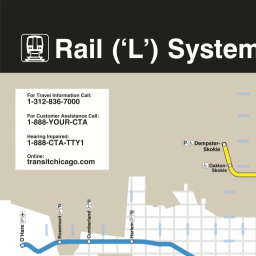 Rail (‘L’) System
For Travel Information Call:
1-312-836-7000
For Customer Assistance Call:
1-888-YOUR-CTA
Hearing Impaired:
1-888-CTA-TTY1
Online:
transitchicago.com
P
Dempster-
Skokie
Oakton-
Skokie
O'Hare
Rosemont
Cumberland
Harlem